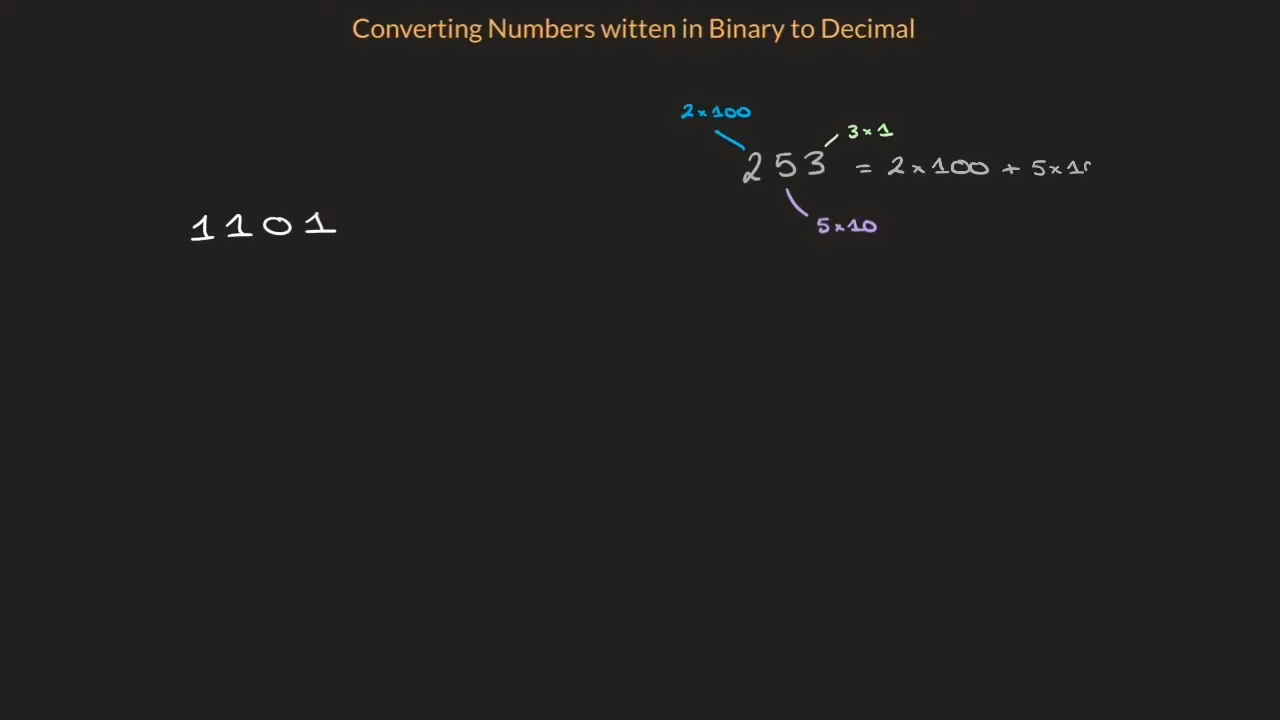 Converting Numbers witten in Binary to Decimal
2×100
3×1
253 = 2×100 + 5×10
5×10
1101